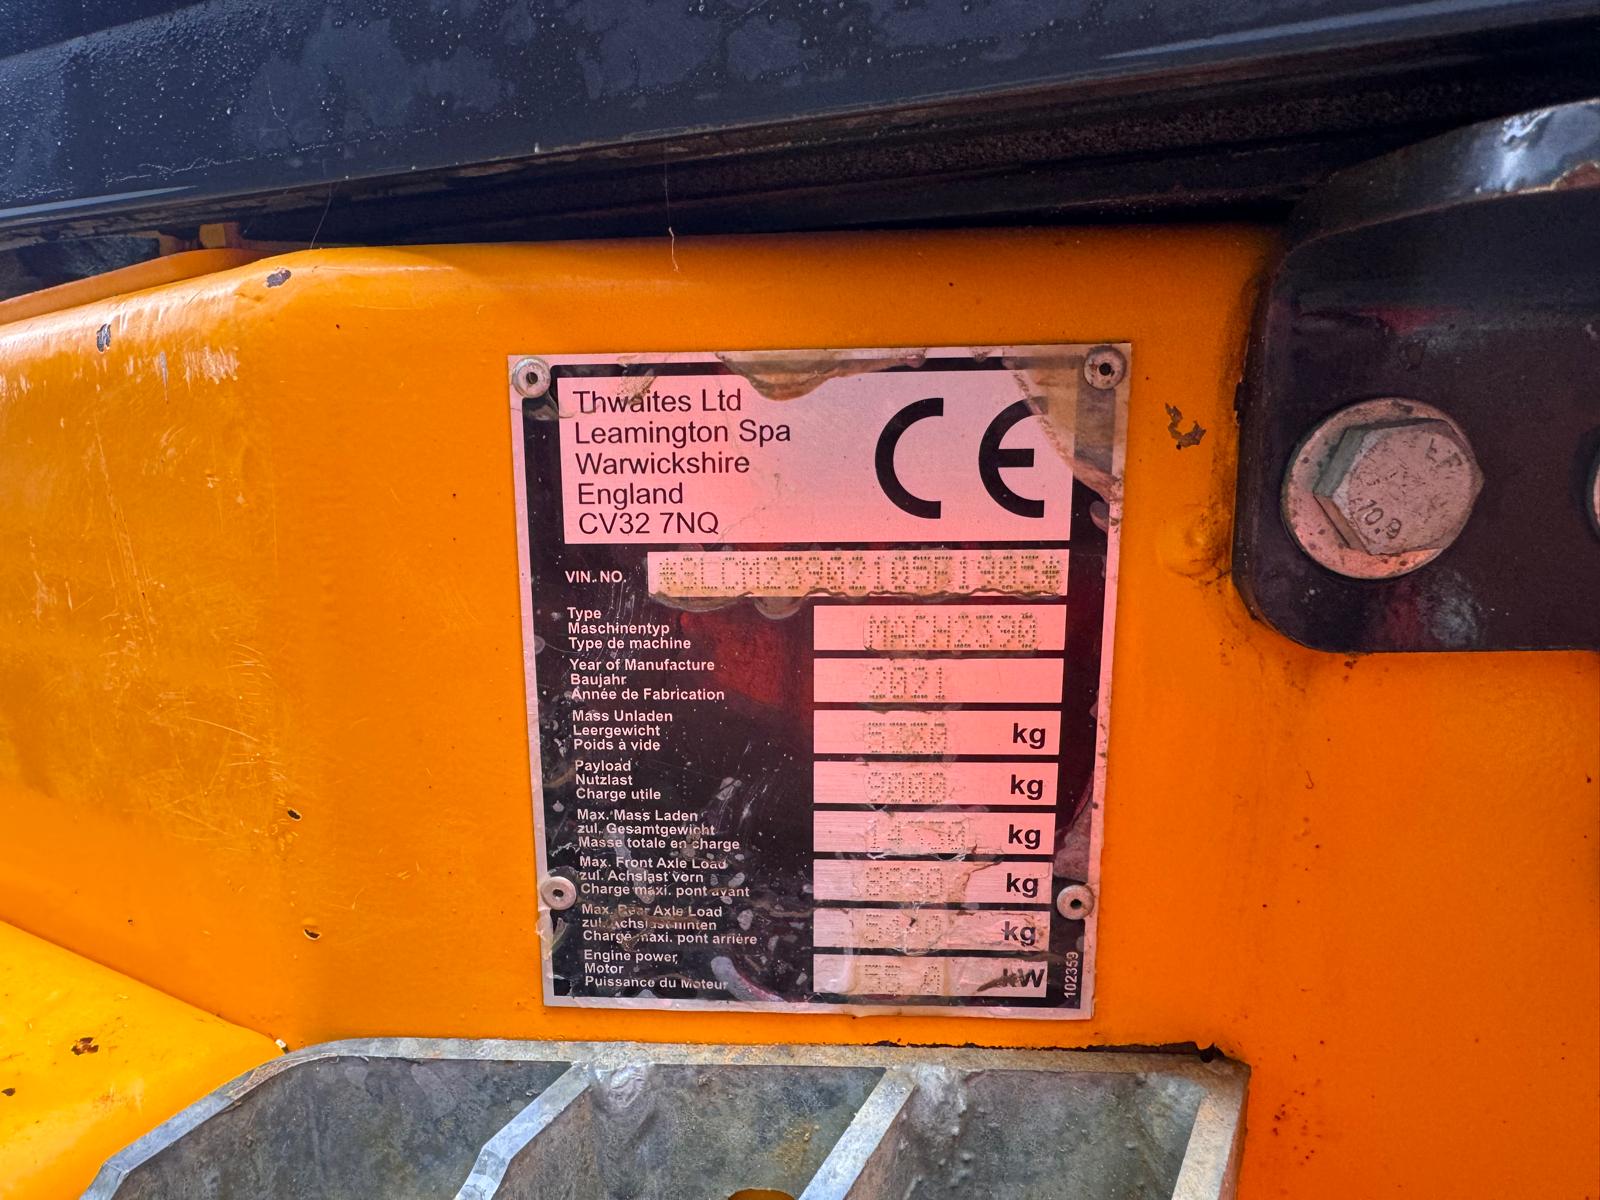 Thwaites Ltd
Leamington Spa
Warwickshire
England
CV32 7NQ
CE
VIN. NO.
Type
Maschinentyp
Type de machine
Year of Manufacture
Baujahr
Année de Fabrication
2021
Mass Unladen
Leergewicht
Poids à vide
kg
Payload
Nutzlast
Charge utile
9000
kg
Max. Mass Laden
zul. Gesamtgewicht
Masse totale en charge
kg
Max. Front Axle Load
zul. Achslast vorn
Charge maxi. pont avant
kg
Max. Rear Axle Load
zul. Achslast hinten
Charge maxi. pont arrière
kg
Engine power,
Motor
Puissance du Moteur
kW
102359
10.9